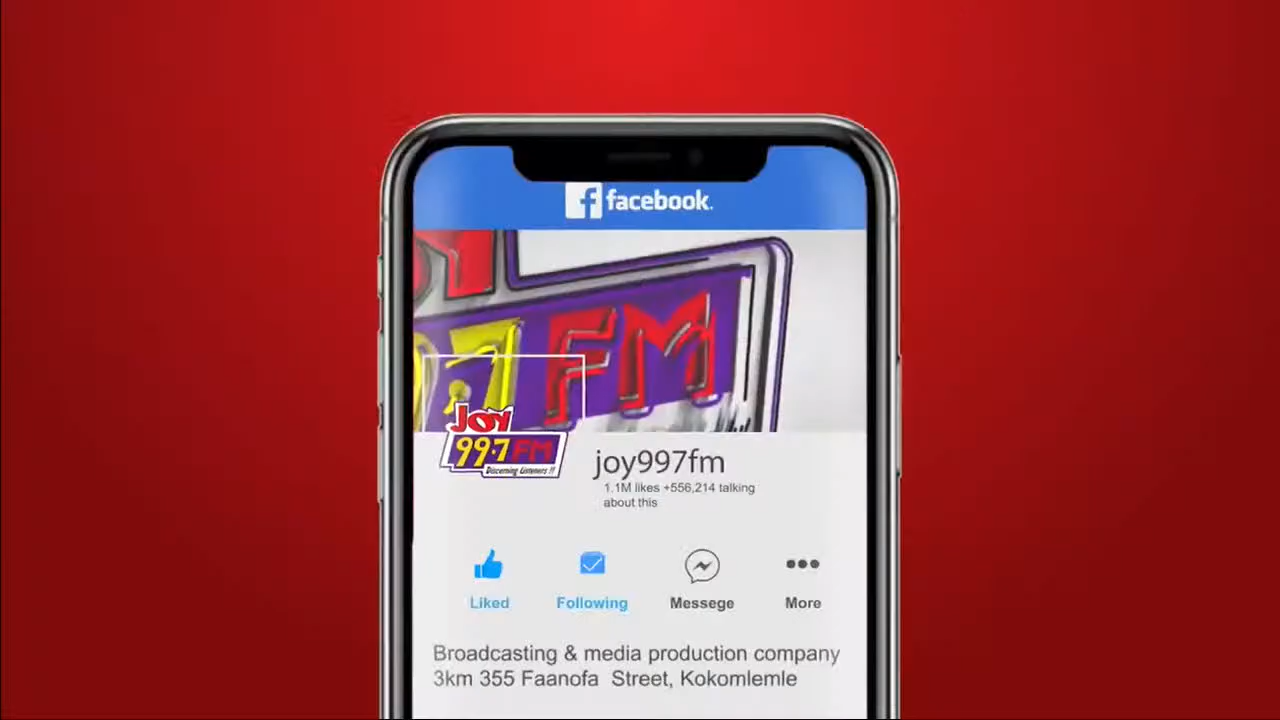 facebook.
FM
JOY
99.7 FM
Discerning Listeners !!
joy997fm
1.1M likes +556,214 talking
about this
Liked
Following
Messege
More
Broadcasting & media production company
3km 355 Faanofa Street, Kokomlemle